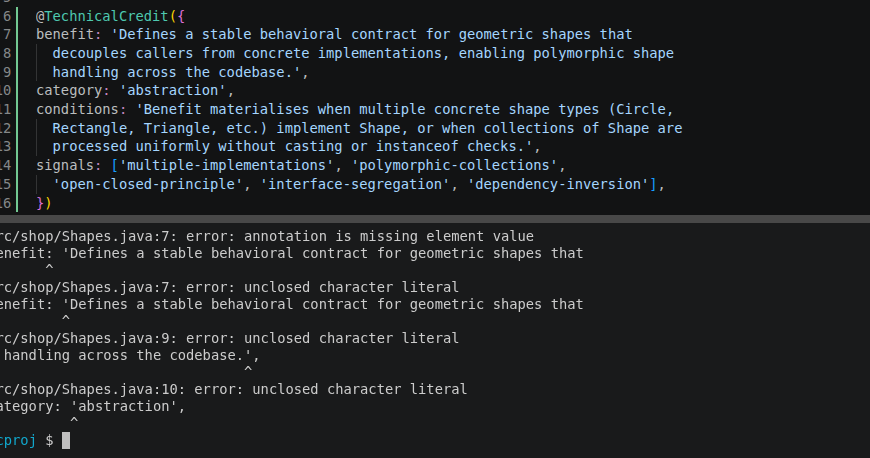 6 @TechnicalCredit({
7 benefit: 'Defines a stable behavioral contract for geometric shapes that
8 decouples callers from concrete implementations, enabling polymorphic shape
9 handling across the codebase.',
10 category: 'abstraction',
11 conditions: 'Benefit materialises when multiple concrete shape types (Circle,
12 Rectangle, Triangle, etc.) implement Shape, or when collections of Shape are
13 processed uniformly without casting or instanceof checks.',
14 signals: ['multiple-implementations', 'polymorphic-collections',
15 'open-closed-principle', 'interface-segregation', 'dependency-inversion'],
16 })
rc/shop/Shapes.java:7: error: annotation is missing element value
enefit: 'Defines a stable behavioral contract for geometric shapes that
^
rc/shop/Shapes.java:7: error: unclosed character literal
enefit: 'Defines a stable behavioral contract for geometric shapes that
^
rc/shop/Shapes.java:9: error: unclosed character literal
handling across the codebase.',
^
rc/shop/Shapes.java:10: error: unclosed character literal
ategory: 'abstraction',
^
cproj $